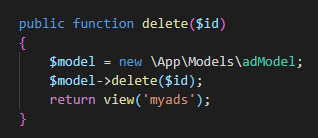 public function delete($id)
{
    $model = new \App\Models\adModel;
    $model->delete($id);
    return view('myads');
}